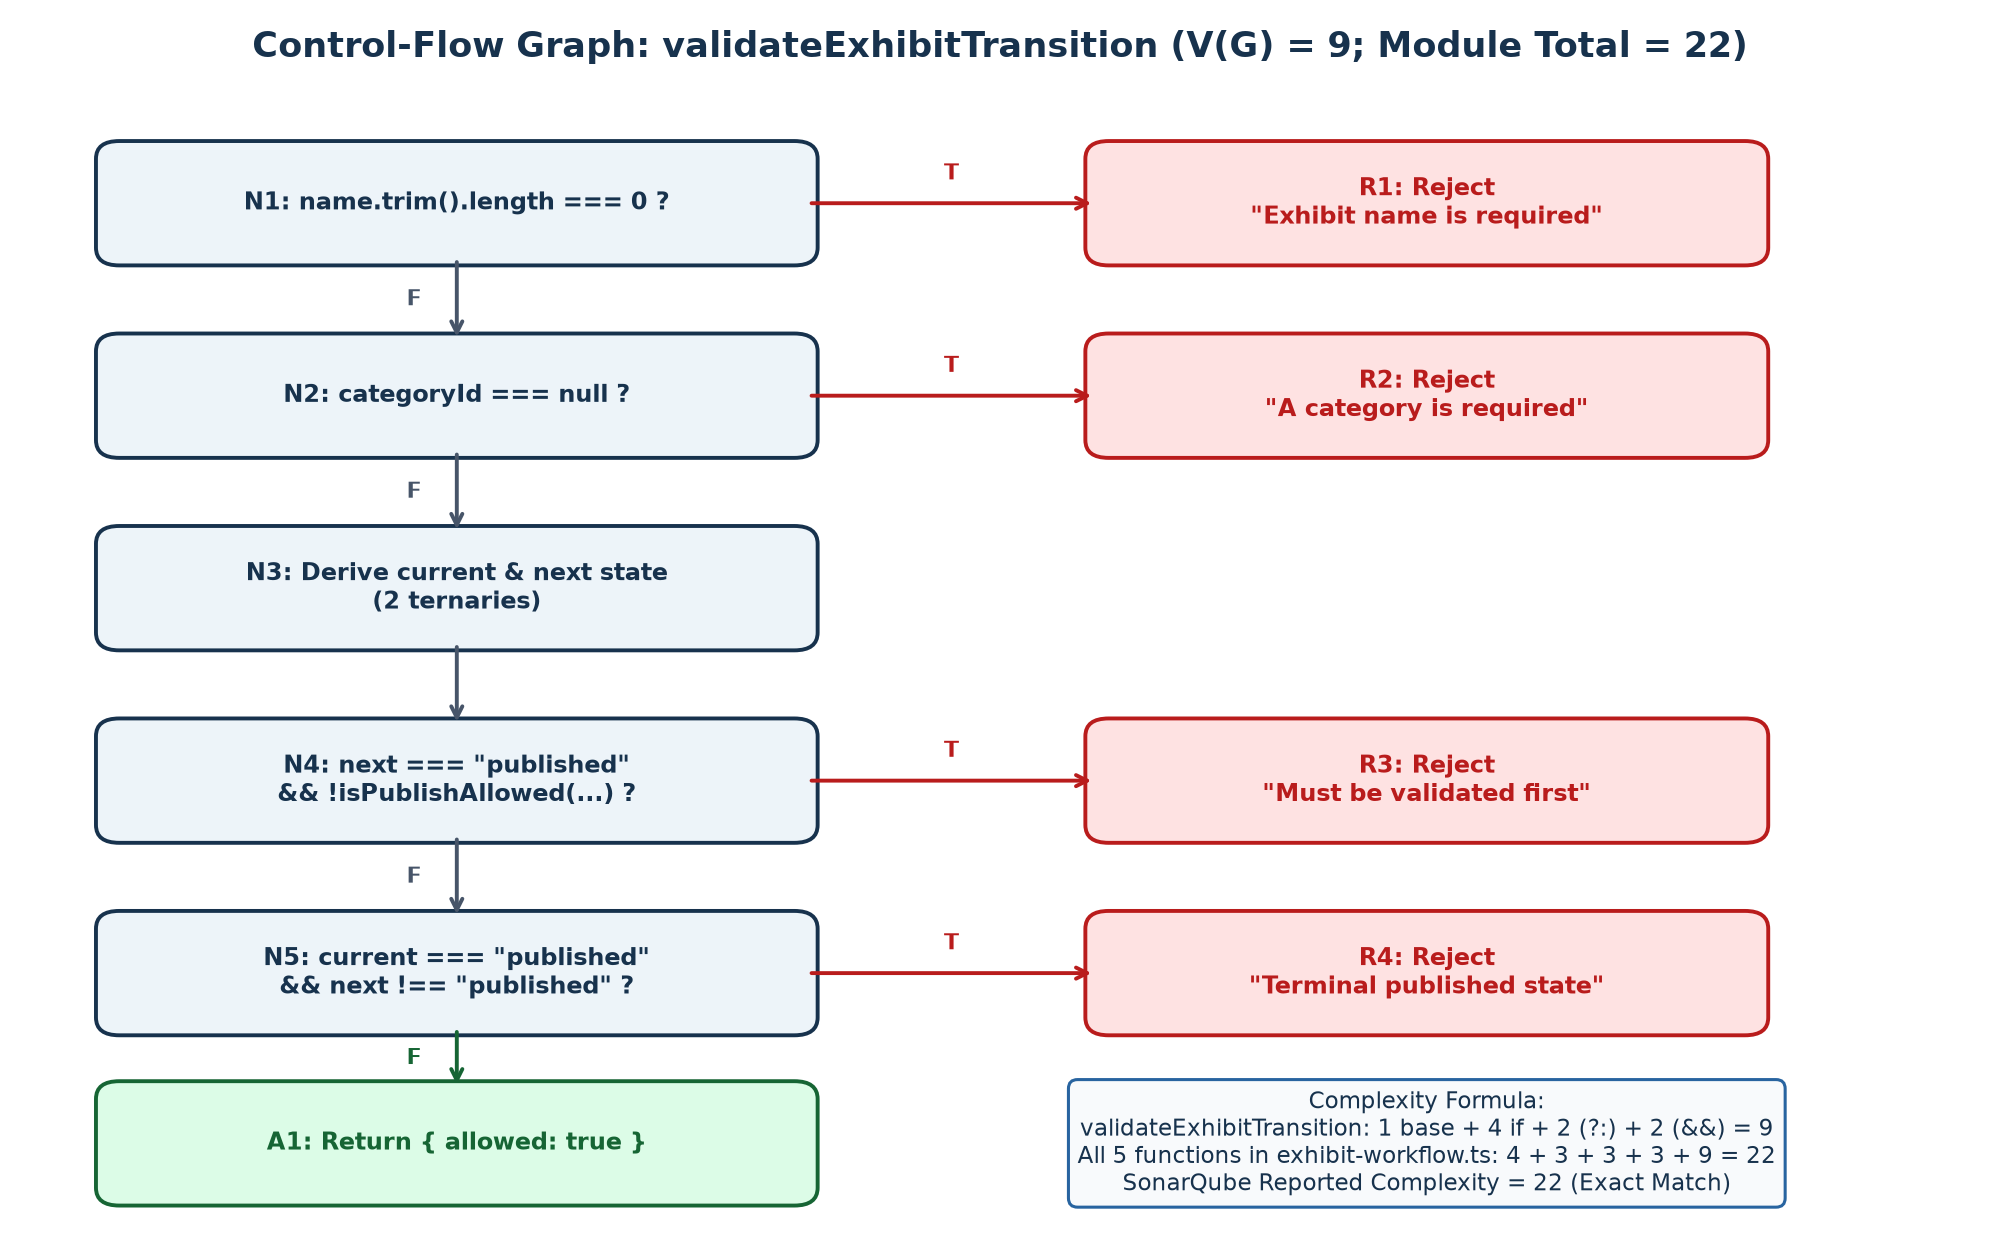 Control-Flow Graph: validateExhibitTransition (V(G) = 9; Module Total = 22)
N1: name.trim().length === 0 ?
T
R1: Reject
"Exhibit name is required"
F
N2: categoryId === null ?
T
R2: Reject
"A category is required"
F
N3: Derive current & next state
(2 ternaries)
N4: next === "published"
&& !isPublishAllowed(...) ?
T
R3: Reject
"Must be validated first"
F
N5: current === "published"
&& next !== "published" ?
T
R4: Reject
"Terminal published state"
F
A1: Return { allowed: true }
Complexity Formula:
validateExhibitTransition: 1 base + 4 if + 2 (?:) + 2 (&&) = 9
All 5 functions in exhibit-workflow.ts: 4 + 3 + 3 + 3 + 9 = 22
SonarQube Reported Complexity = 22 (Exact Match)